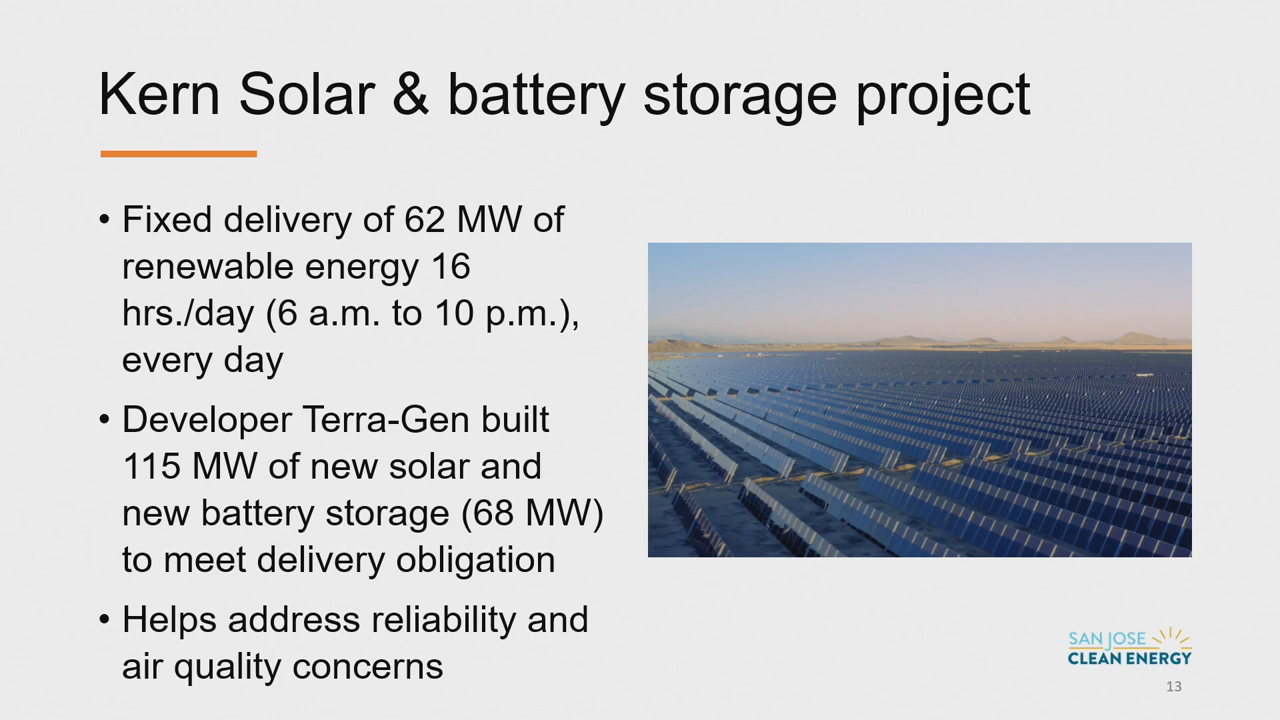 Kern Solar & battery storage project
• Fixed delivery of 62 MW of
renewable energy 16
hrs./day (6 a.m. to 10 p.m.),
every day
• Developer Terra-Gen built
115 MW of new solar and
new battery storage (68 MW)
to meet delivery obligation
• Helps address reliability and
air quality concerns
SAN JOSE
CLEAN ENERGY
13